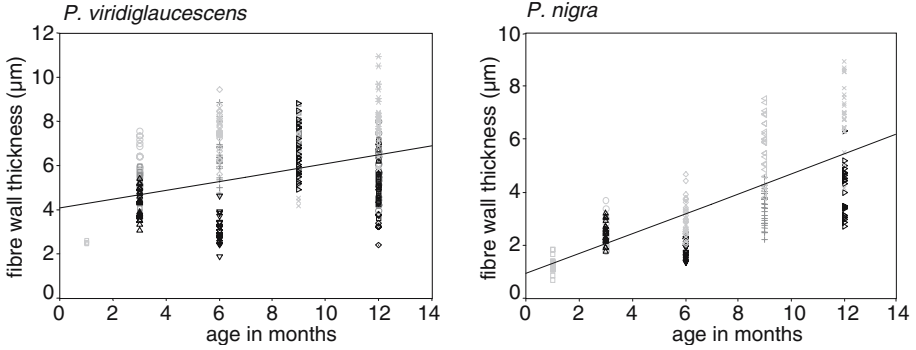 P. viridiglaucescens
fibre wall thickness (µm)
12
10
8
6
4
2
0
0 2 4 6 8 10 12 14
age in months
P. nigra
fibre wall thickness (µm)
10
8
6
4
2
0
0 2 4 6 8 10 12 14
age in months